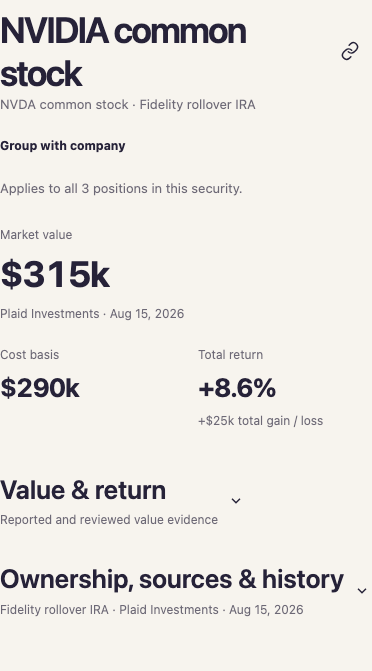 NVIDIA common
stock
NVDA common stock · Fidelity rollover IRA
Group with company
Applies to all 3 positions in this security.
Market value
$315k
Plaid Investments · Aug 15, 2026
Cost basis
Total return
$290k
+8.6%
+$25k total gain / loss
Value & return
Reported and reviewed value evidence
Ownership, sources & history
Fidelity rollover IRA · Plaid Investments · Aug 15, 2026